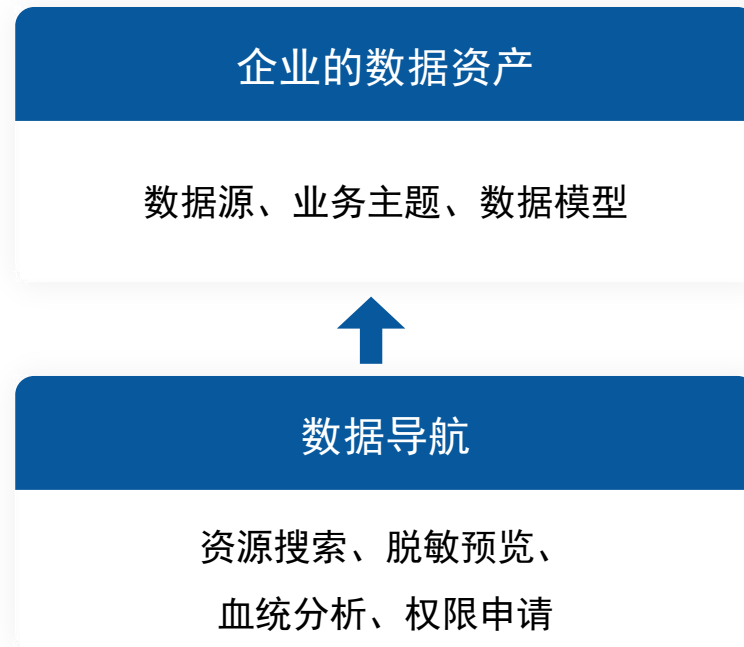 企业的数据资产
数据源、业务主题、数据模型
数据导航
资源搜索、脱敏预览、
血统分析、权限申请